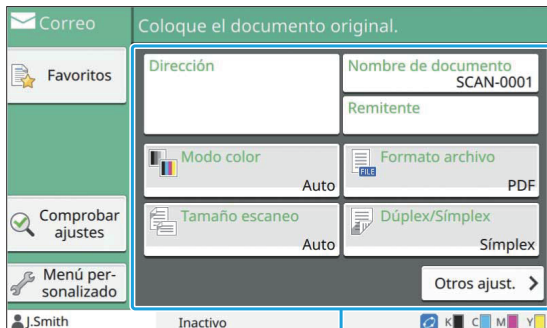 Correo
Coloque el documento original.
Favoritos
Dirección
Nombre de documento
SCAN-0001
Remitente
Modo color
Auto
FILE
Formato archivo
PDF
Comprobar
ajustes
Tamaño escaneo
Auto
Dúplex/Símplex
Símplex
Menú per-
sonalizado
Otros ajust.
J.Smith
Inactivo
K C M Y